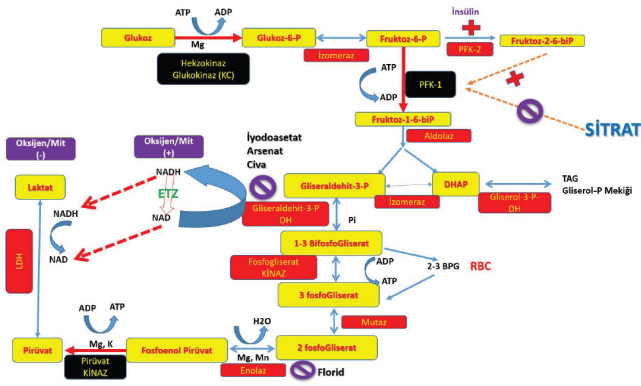 ATP
ADP
İnsülin
Glukoz
Mg
Glukoz-6-P
Fruktoz-6-P
Fruktoz-2-6-biP
İzomeraz
PFK-2
Hekzokinaz
Glukokinaz (KC)
ATP
ADP
PFK-1
SİTRAT
Fruktoz-1-6-biP
Aldolaz
Oksijen/Mit
(-)
Oksijen/Mit
(+)
İyodoasetat
Arsenat
Civa
Laktat
NADH
ETZ
NAD
NADH
NAD
Gliseraldehit-3-P
DHAP
TAG
Gliserol-P Mekiği
Gliseraldehit-3-P
DH
İzomeraz
Gliserol-3-P-
DH
Pi
1-3 BifosfoGliserat
LDH
Fosfogliserat
KİNAZ
ADP
ATP
2-3 BPG
RBC
3 fosfoGliserat
Mutaz
ADP
ATP
H2O
Pirüvat
Mg, K
Fosfoenol Pirüvat
Mg, Mn
2 fosfoGliserat
Pirüvat
KİNAZ
Enolaz
Florid